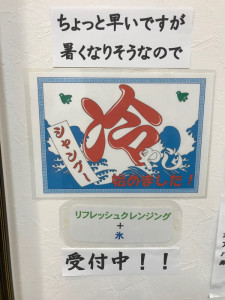 ちょっと早いですが
暑くなりそうなので
冷やし
シャンプー
始めました！
リフレッシュクレンジング
+
氷
受付中！！